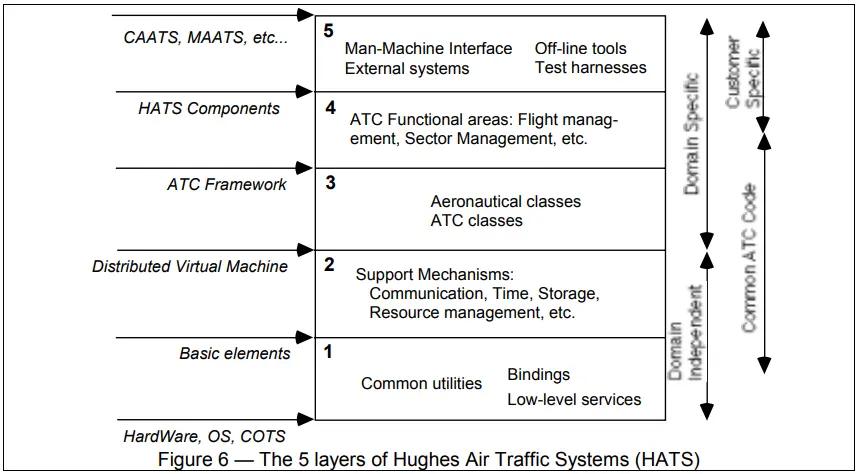 CAATS, MAATS, etc...
5
Man-Machine Interface
External systems
Off-line tools
Test harnesses
HATS Components
4
ATC Functional areas: Flight manag-
ement, Sector Management, etc.
ATC Framework
3
Aeronautical classes
ATC classes
Distributed Virtual Machine
2
Support Mechanisms:
Communication, Time, Storage,
Resource management, etc.
Basic elements
1
Common utilities
Bindings
Low-level services
HardWare, OS, COTS
Domain Specific
Domain
Independent
Customer
Specific
Common ATC Code
Figure 6 — The 5 layers of Hughes Air Traffic Systems (HATS)